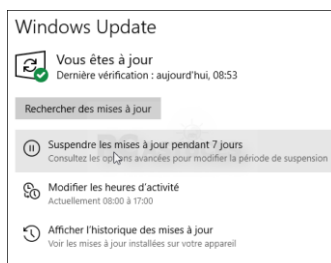 Windows Update
Vous êtes à jour
Dernière vérification : aujourd'hui, 08:53
Rechercher des mises à jour
Suspendre les mises à jour pendant 7 jours
Consultez les options avancées pour modifier la période de suspension
Modifier les heures d'activité
Actuellement 08:00 à 17:00
Afficher l'historique des mises à jour
Voir les mises à jour installées sur votre appareil